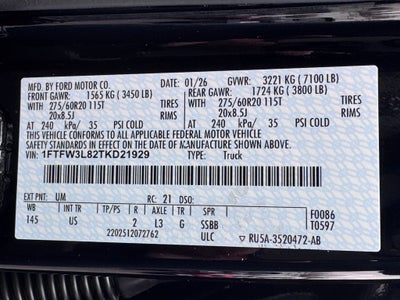 MFD. BY FORD MOTOR CO. 01/26 GVWR: 3221 KG ( 7100 LB)
FRONT GAWR: 1565 KG ( 3450 LB) REAR GAWR: 1724 KG ( 3800 LB)
WITH WITH
275/60R20 115T TIRES 275/60R20 115T TIRES
20x8.5J RIMS 20x8.5J RIMS
AT 240 kPa/ 35 PSI COLD AT 240 kPa/ 35 PSI COLD
THIS VEHICLE CONFORMS TO ALL APPLICABLE FEDERAL MOTOR VEHICLE
SAFETY STANDARDS IN EFFECT ON THE DATE OF MANUFACTURE SHOWN ABOVE.
VIN: 1FTFW3L82TKD21929 TYPE: Truck
EXT PNT: UM RC: 21 DSO:
WB INT TR TP/PS R AXLE TR SPR F0086
145 US 2 L3 G SSBB T0597
2202512072762 ULC RU5A-3520472-AB